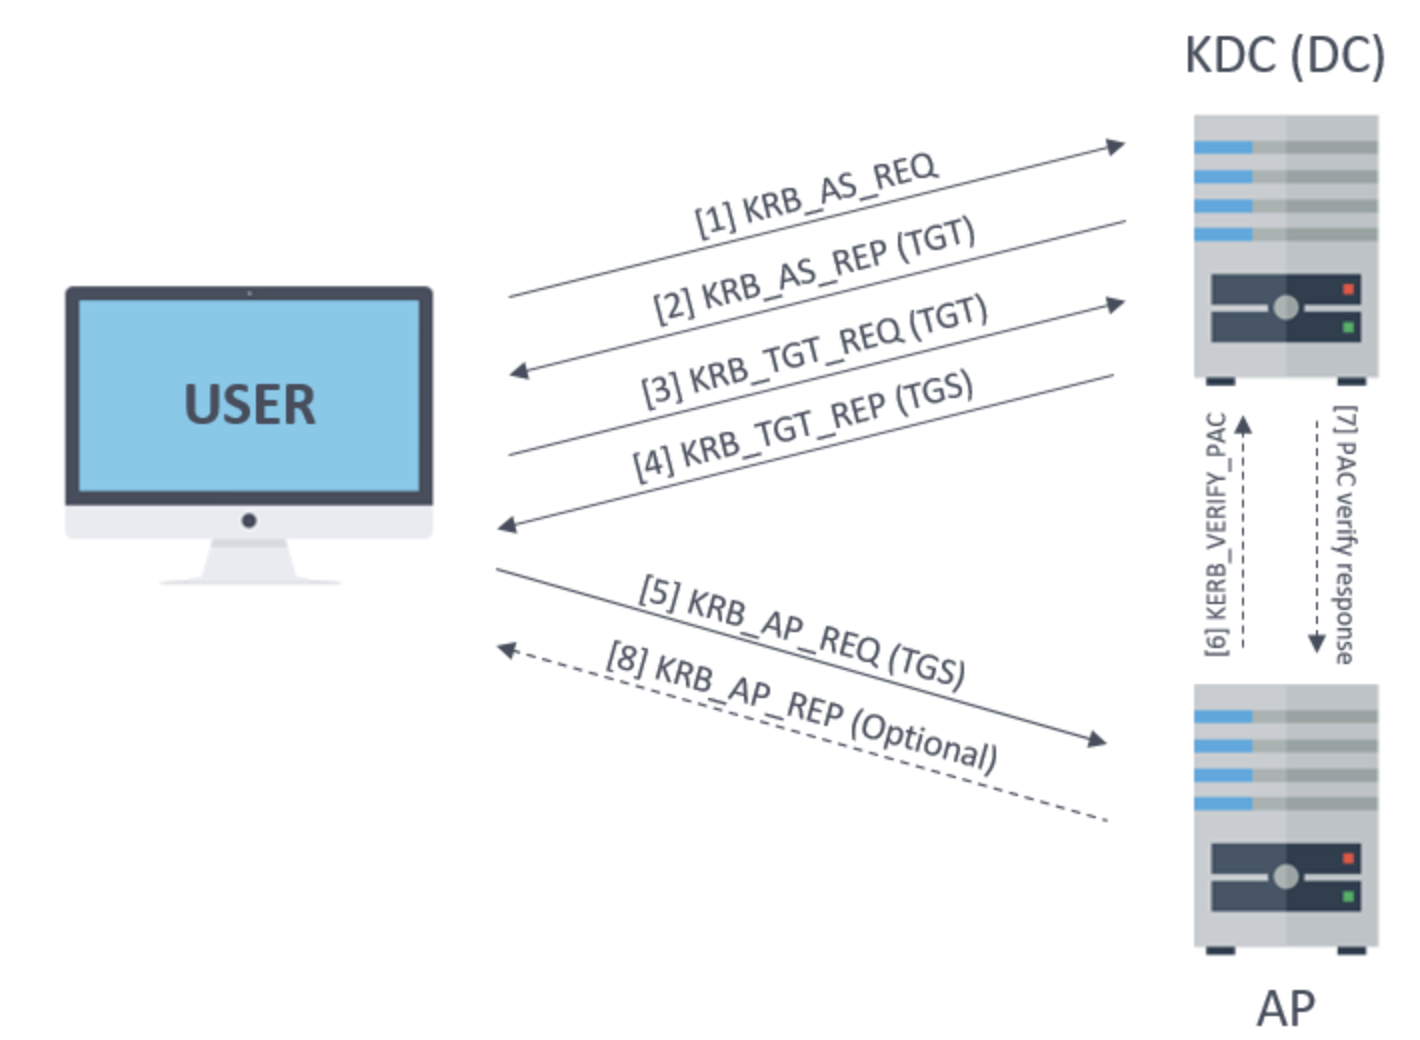 KDC (DC)
[1] KRB_AS_REQ
[2] KRB_AS_REP (TGT)
[3] KRB_TGT_REQ (TGT)
[4] KRB_TGT_REP (TGS)
USER
[6] KERB_VERIFY_PAC
[7] PAC verify response
[5] KRB_AP_REQ (TGS)
[8] KRB_AP_REP (Optional)
AP